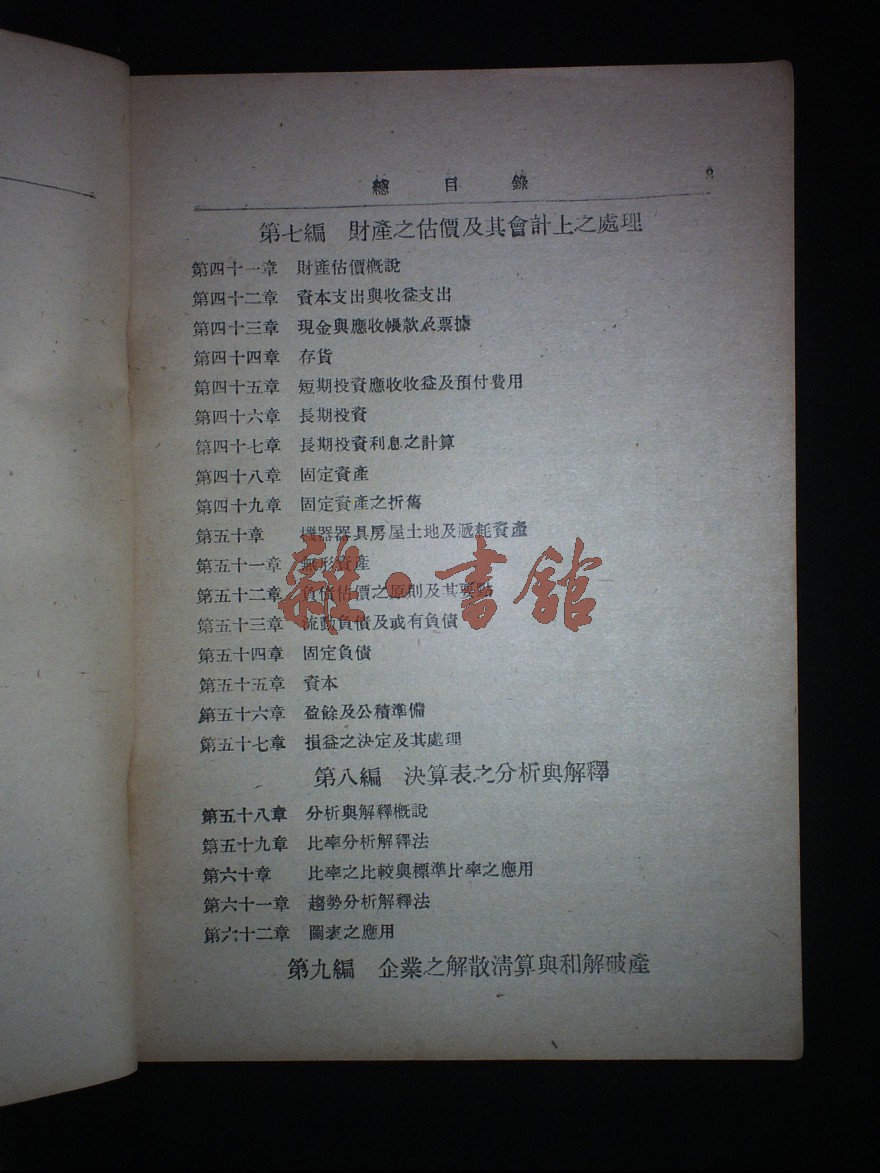 總目錄
第七編 財產之估價及其會計上之處理
第四十一章 財產估價概說
第四十二章 資本支出與收益支出
第四十三章 現金與應收帳款及票據
第四十四章 存貨
第四十五章 短期投資應收收益及預付費用
第四十六章 長期投資
第四十七章 長期投資利息之計算
第四十八章 固定資產
第四十九章 固定資產之折舊
第五十章 機器器具房屋土地及遞耗資產
第五十一章 無形資產
第五十二章 負債估價之原則及其要點
第五十三章 流動負債及或有負債
雜·書館
第五十四章 固定負債
第五十五章 資本
第五十六章 盈餘及公積準備
第五十七章 損益之決定及其處理
第八編 決算表之分析與解釋
第五十八章 分析與解釋概說
第五十九章 比率分析解釋法
第六十章 比率之比較與標準比率之應用
第六十一章 趨勢分析解釋法
第六十二章 圖表之應用
第九編 企業之解散清算與和解破產